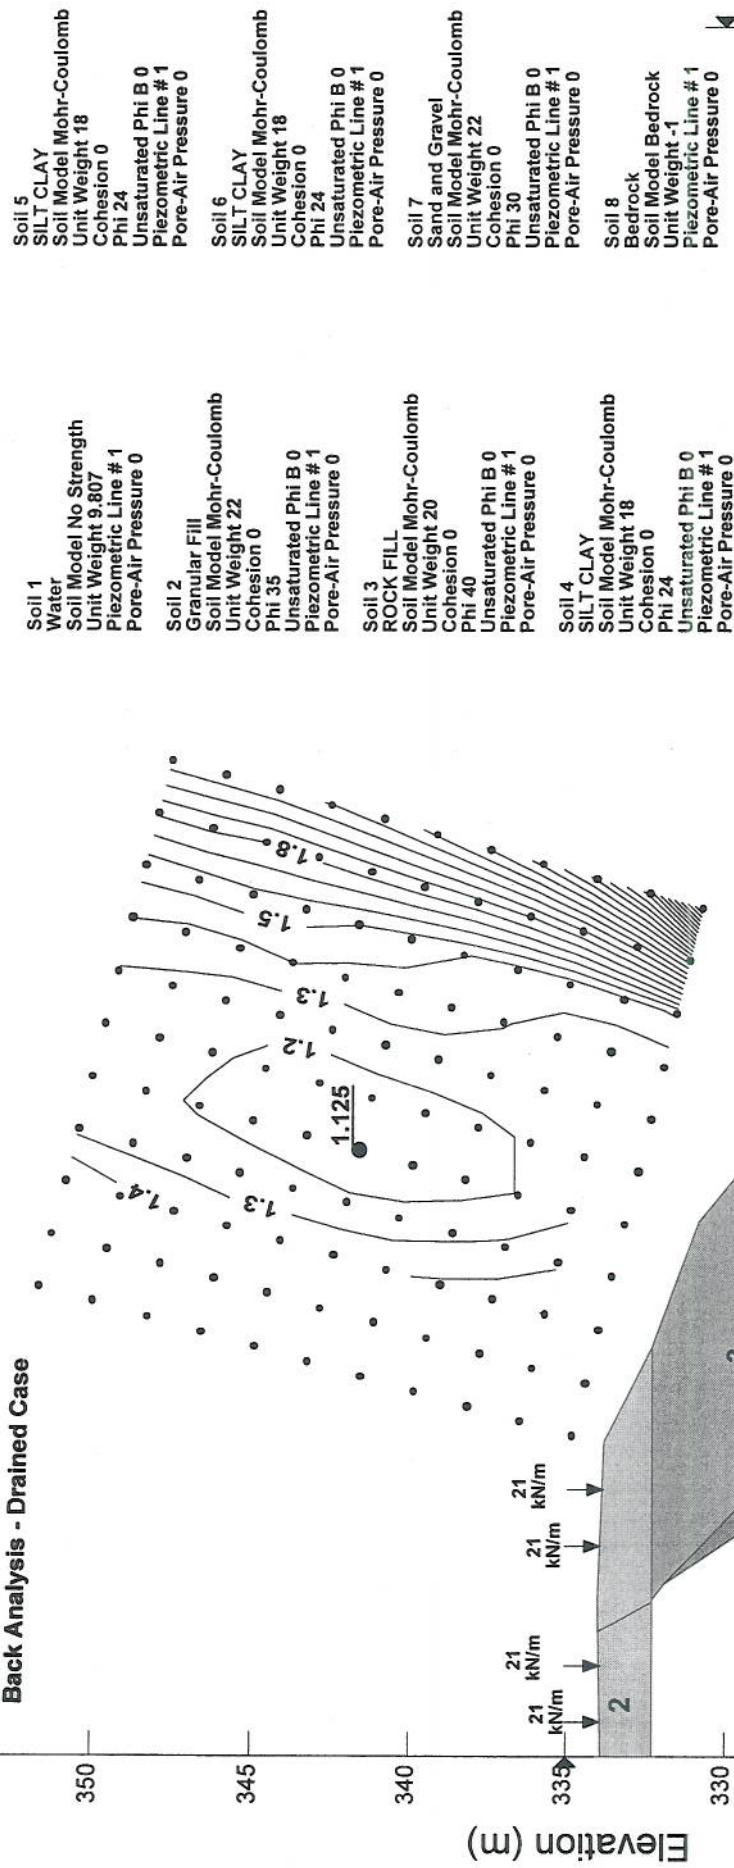 Back Analysis - Drained Case
Soil 1
Water
Soil Model No Strength
Unit Weight 9.807
Piezometric Line # 1
Pore-Air Pressure 0
Soil 2
Granular Fill
Soil Model Mohr-Coulomb
Unit Weight 22
Cohesion 0
Phi 35
Unsaturated Phi B 0
Piezometric Line # 1
Pore-Air Pressure 0
Soil 3
ROCK FILL
Soil Model Mohr-Coulomb
Unit Weight 20
Cohesion 0
Phi 40
Unsaturated Phi B 0
Piezometric Line # 1
Pore-Air Pressure 0
Soil 4
SILT CLAY
Soil Model Mohr-Coulomb
Unit Weight 18
Cohesion 0
Phi 24
Unsaturated Phi B 0
Piezometric Line # 1
Pore-Air Pressure 0
Soil 5
SILT CLAY
Soil Model Mohr-Coulomb
Unit Weight 18
Cohesion 0
Phi 24
Unsaturated Phi B 0
Piezometric Line # 1
Pore-Air Pressure 0
Soil 6
SILT CLAY
Soil Model Mohr-Coulomb
Unit Weight 18
Cohesion 0
Phi 24
Unsaturated Phi B 0
Piezometric Line # 1
Pore-Air Pressure 0
Soil 7
Sand and Gravel
Soil Model Mohr-Coulomb
Unit Weight 22
Cohesion 0
Phi 30
Unsaturated Phi B 0
Piezometric Line # 1
Pore-Air Pressure 0
Soil 8
Bedrock
Soil Model Bedrock
Unit Weight -1
Piezometric Line # 1
Pore-Air Pressure 0
1.4
1.3
1.125
1.2
1.3
1.5
1.8
350
345
340
335
330
Elevation (m)
21
kN/m
21
kN/m
21
kN/m
21
kN/m
2